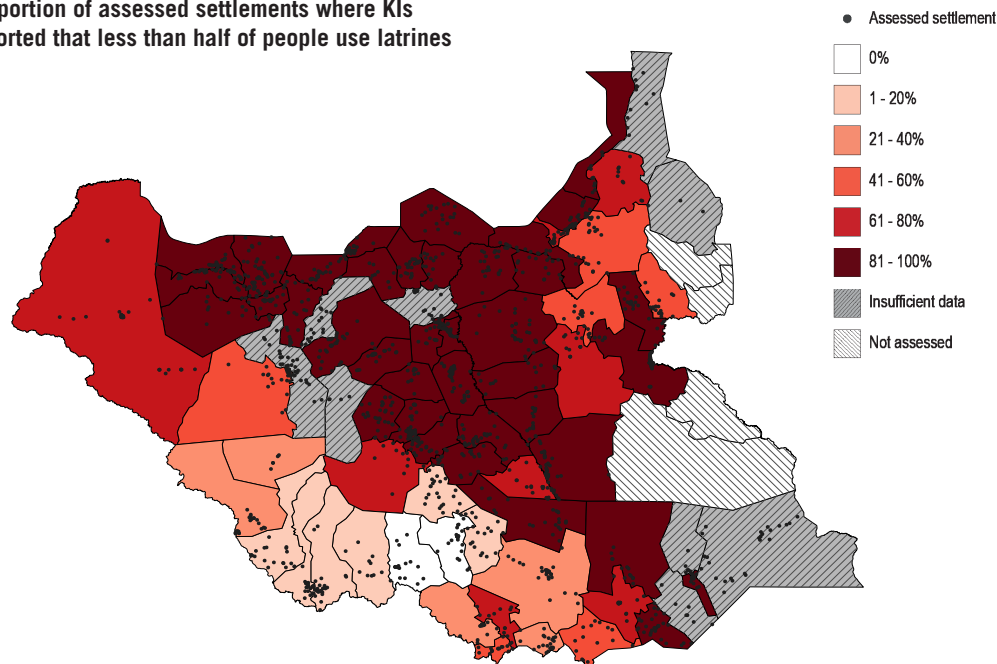 portion of assessed settlements where KIs
orted that less than half of people use latrines
Assessed settlement
0%
1 - 20%
21 - 40%
41 - 60%
61 - 80%
81 - 100%
Insufficient data
Not assessed